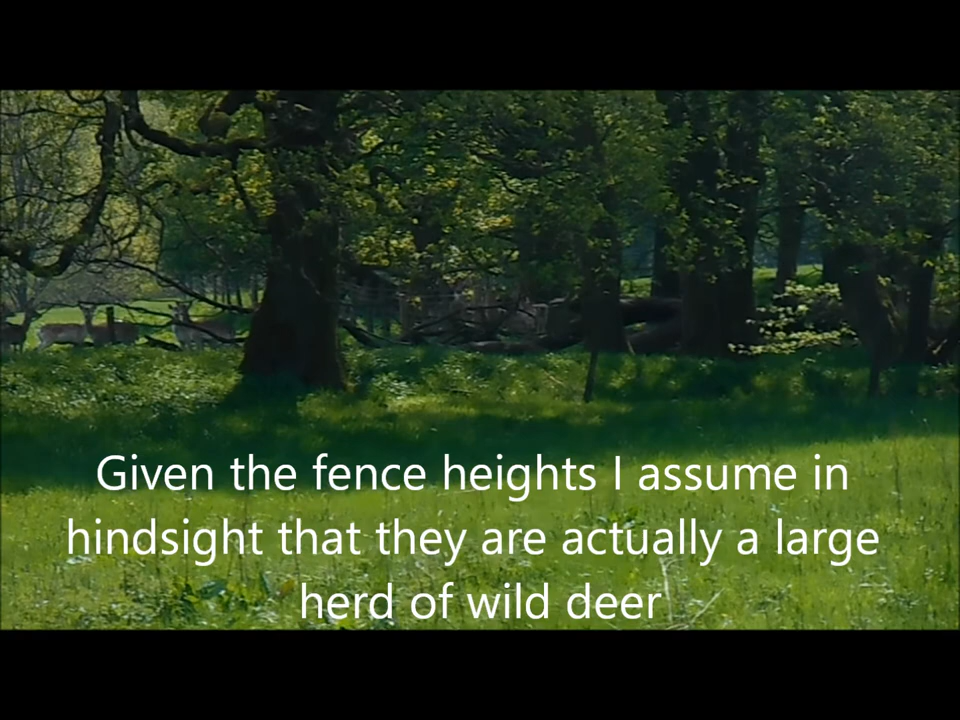 Given the fence heights I assume in
hindsight that they are actually a large
herd of wild deer